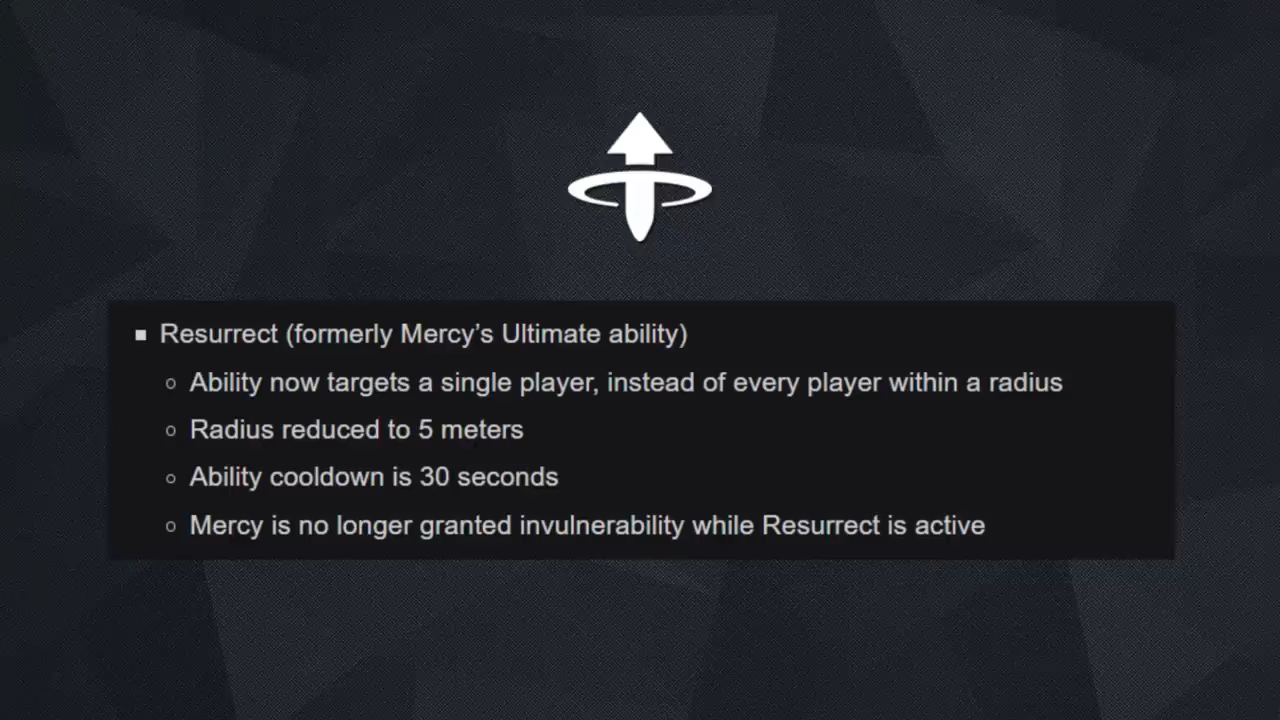 Resurrect (formerly Mercy’s Ultimate ability)
Ability now targets a single player, instead of every player within a radius
Radius reduced to 5 meters
Ability cooldown is 30 seconds
Mercy is no longer granted invulnerability while Resurrect is active